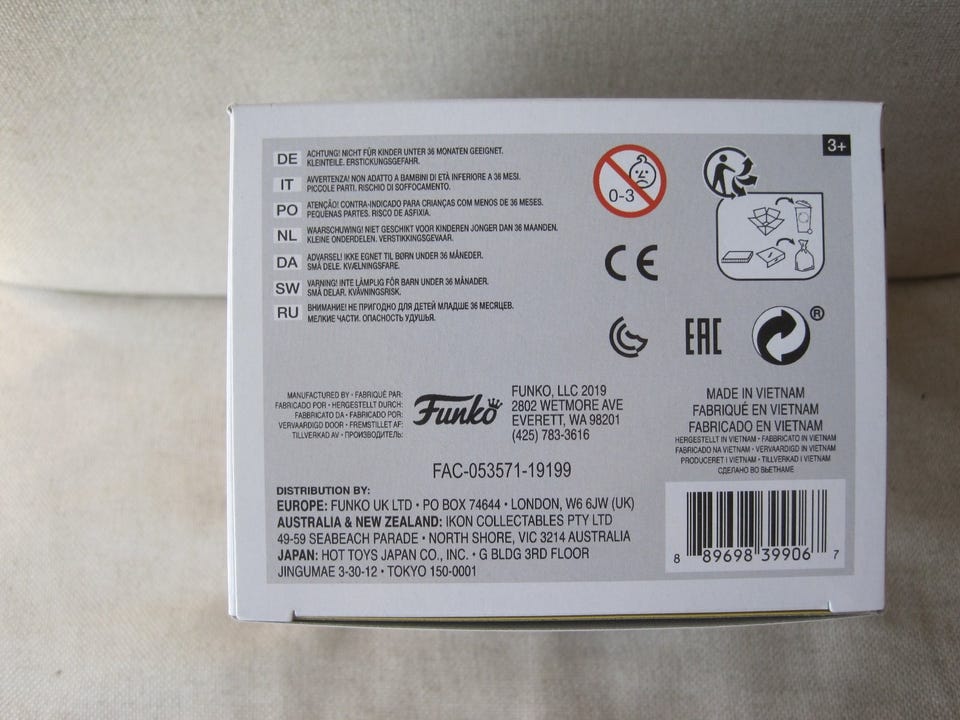 3+
DE ACHTUNG! NICHT FÜR KINDER UNTER 36 MONATEN GEEIGNET.
KLEINTEILE. ERSTICKUNGSGEFAHR.
IT AVVERTENZA! NON ADATTO A BAMBINI DI ETÀ INFERIORE A 36 MESI.
PICCOLE PARTI. RISCHIO DI SOFFOCAMENTO.
PO ATENÇÃO! CONTRA-INDICADO PARA CRIANÇAS COM MENOS DE 36 MESES.
PEQUENAS PARTES. RISCO DE ASFIXIA.
NL WAARSCHUWING! NIET GESCHIKT VOOR KINDEREN JONGER DAN 36 MAANDEN.
KLEINE ONDERDELEN. VERSTIKKINGSGEVAAR.
DA ADVARSEL! IKKE EGNET TIL BØRN UNDER 36 MÅNEDER.
SMÅ DELE. KVÆLNINGSFARE.
SW VARNING! INTE LÄMPLIG FÖR BARN UNDER 36 MÅNADER.
SMÅ DELAR. KVÄVNINGSRISK.
RU ВНИМАНИЕ! НЕ ПРИГОДНО ДЛЯ ДЕТЕЙ МЛАДШЕ 36 МЕСЯЦЕВ.
МЕЛКИЕ ЧАСТИ. ОПАСНОСТЬ УДУШЬЯ.
0-3
CE
EAC
®
MANUFACTURED BY • FABRIQUÉ PAR:
FABRICADO POR • HERGESTELLT DURCH:
FABBRICATO DA • FABRICADO POR:
VERVAARDIGD DOOR • FREMSTILLET AF:
TILLVERKAD AV • ПРОИЗВОДИТЕЛЬ:
Funko
FUNKO, LLC 2019
2802 WETMORE AVE
EVERETT, WA 98201
(425) 783-3616
MADE IN VIETNAM
FABRIQUÉ EN VIETNAM
FABRICADO EN VIETNAM
HERGESTELLT IN VIETNAM • FABBRICATO IN VIETNAM
FABRICADO NA VIETNAM • VERVAARDIGD IN VIETNAM
PRODUCERET I VIETNAM • TILLVERKAD I VIETNAM
СДЕЛАНО ВО ВЬЕТНАМЕ
FAC-053571-19199
DISTRIBUTION BY:
EUROPE: FUNKO UK LTD • PO BOX 74644 • LONDON, W6 6JW (UK)
AUSTRALIA & NEW ZEALAND: IKON COLLECTABLES PTY LTD
49-59 SEABEACH PARADE • NORTH SHORE, VIC 3214 AUSTRALIA
JAPAN: HOT TOYS JAPAN CO., INC. • G BLDG 3RD FLOOR
JINGUMAE 3-30-12 • TOKYO 150-0001
8 89698 39906 7